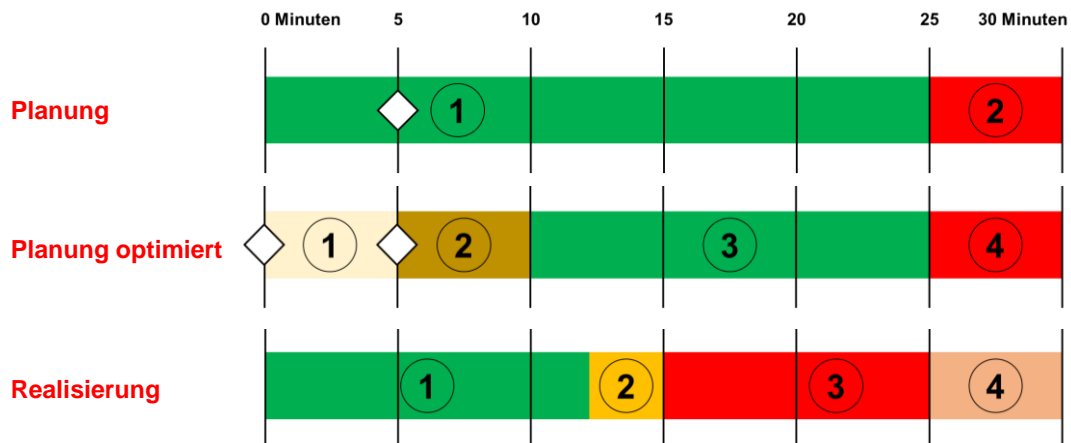 0 Minuten 5 10 15 20 25 30 Minuten
Planung 1 2
Planung optimiert 1 2 3 4
Realisierung 1 2 3 4